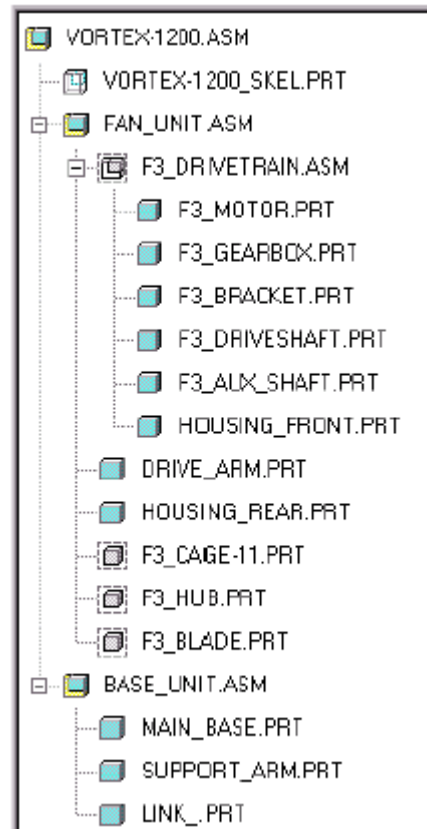 VORTEX-1200.ASM
VORTEX-1200_SKEL.PRT
FAN_UNIT.ASM
F3_DRIVETRAIN.ASM
F3_MOTOR.PRT
F3_GEARBOX.PRT
F3_BRACKET.PRT
F3_DRIVESHAFT.PRT
F3_AUX_SHAFT.PRT
HOUSING_FRONT.PRT
DRIVE_ARM.PRT
HOUSING_REAR.PRT
F3_CAGE-11.PRT
F3_HUB.PRT
F3_BLADE.PRT
BASE_UNIT.ASM
MAIN_BASE.PRT
SUPPORT_ARM.PRT
LINK_.PRT